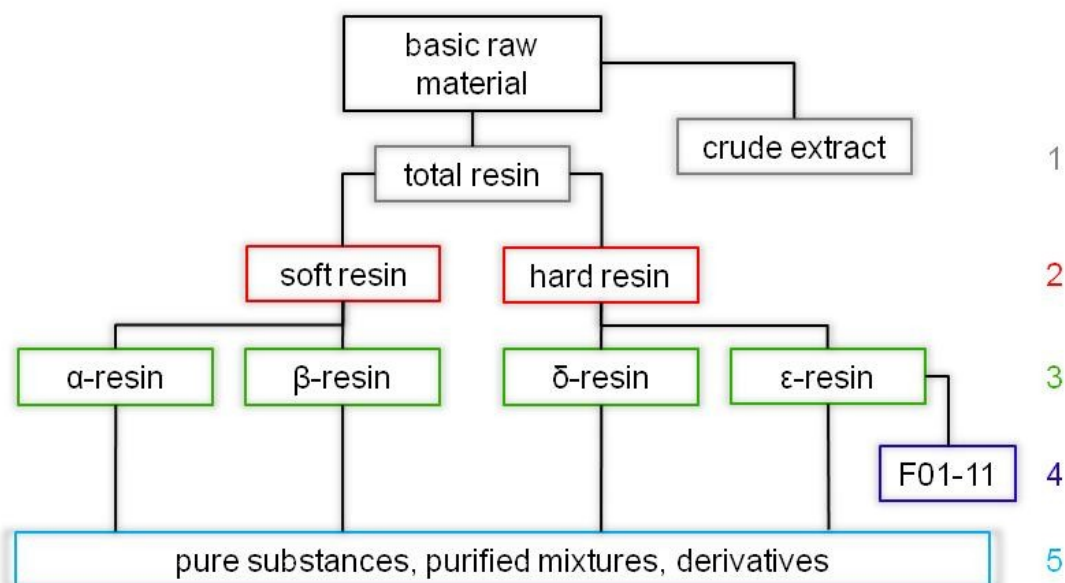 basic raw
material
crude extract
1
total resin
soft resin
hard resin
2
α-resin
β-resin
δ-resin
ε-resin
3
F01-11
4
pure substances, purified mixtures, derivatives
5